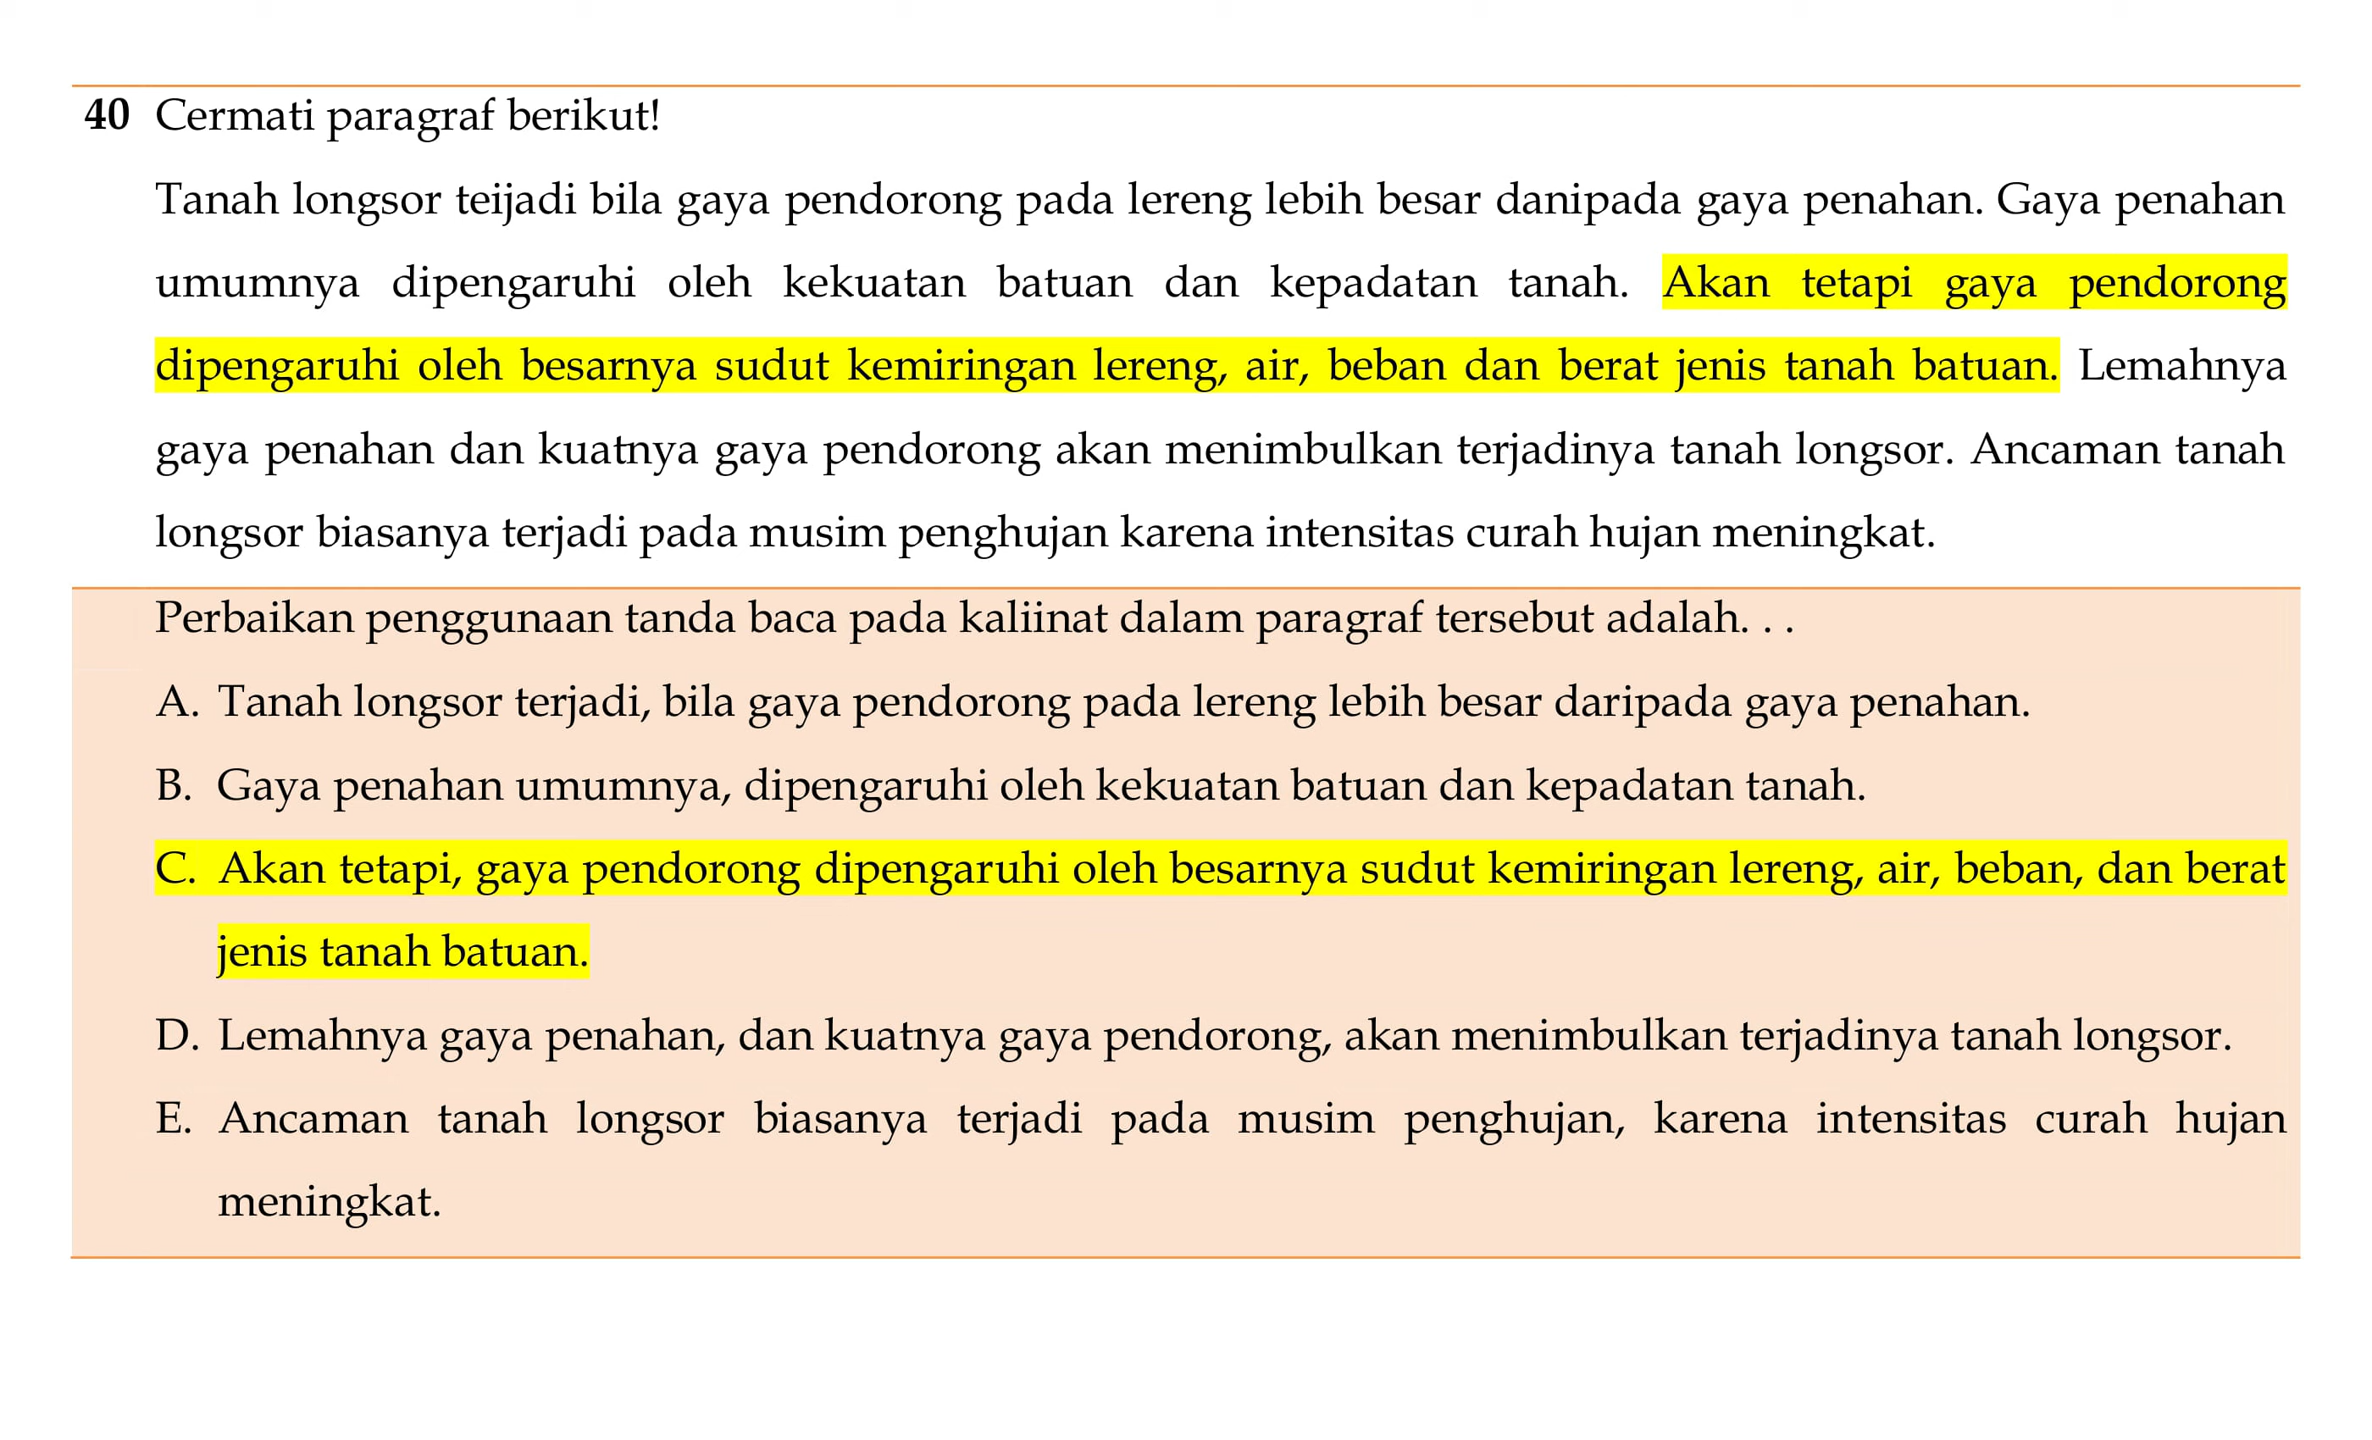 40 Cermati paragraf berikut!
Tanah longsor teijadi bila gaya pendorong pada lereng lebih besar danipada gaya penahan. Gaya penahan
umumnya dipengaruhi oleh kekuatan batuan dan kepadatan tanah. Akan tetapi gaya pendorong
dipengaruhi oleh besarnya sudut kemiringan lereng, air, beban dan berat jenis tanah batuan. Lemahnya
gaya penahan dan kuatnya gaya pendorong akan menimbulkan terjadinya tanah longsor. Ancaman tanah
longsor biasanya terjadi pada musim penghujan karena intensitas curah hujan meningkat.
Perbaikan penggunaan tanda baca pada kaliinat dalam paragraf tersebut adalah. . .
A. Tanah longsor terjadi, bila gaya pendorong pada lereng lebih besar daripada gaya penahan.
B. Gaya penahan umumnya, dipengaruhi oleh kekuatan batuan dan kepadatan tanah.
C. Akan tetapi, gaya pendorong dipengaruhi oleh besarnya sudut kemiringan lereng, air, beban, dan berat
jenis tanah batuan.
D. Lemahnya gaya penahan, dan kuatnya gaya pendorong, akan menimbulkan terjadinya tanah longsor.
E. Ancaman tanah longsor biasanya terjadi pada musim penghujan, karena intensitas curah hujan
meningkat.